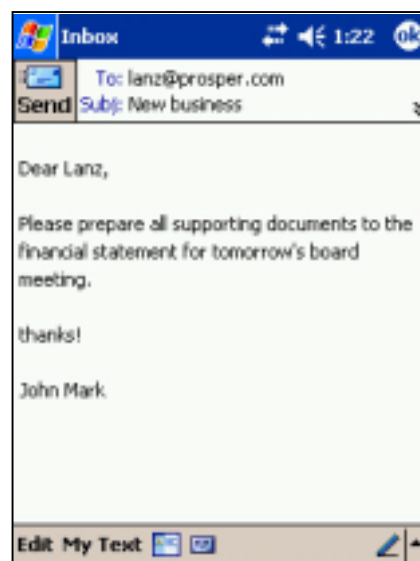 Inbox 1:22 ok
To: lanz@prosper.com
Send Subj: New business
Dear Lanz,
Please prepare all supporting documents to the
financial statement for tomorrow's board
meeting.
thanks!
John Mark
Edit My Text